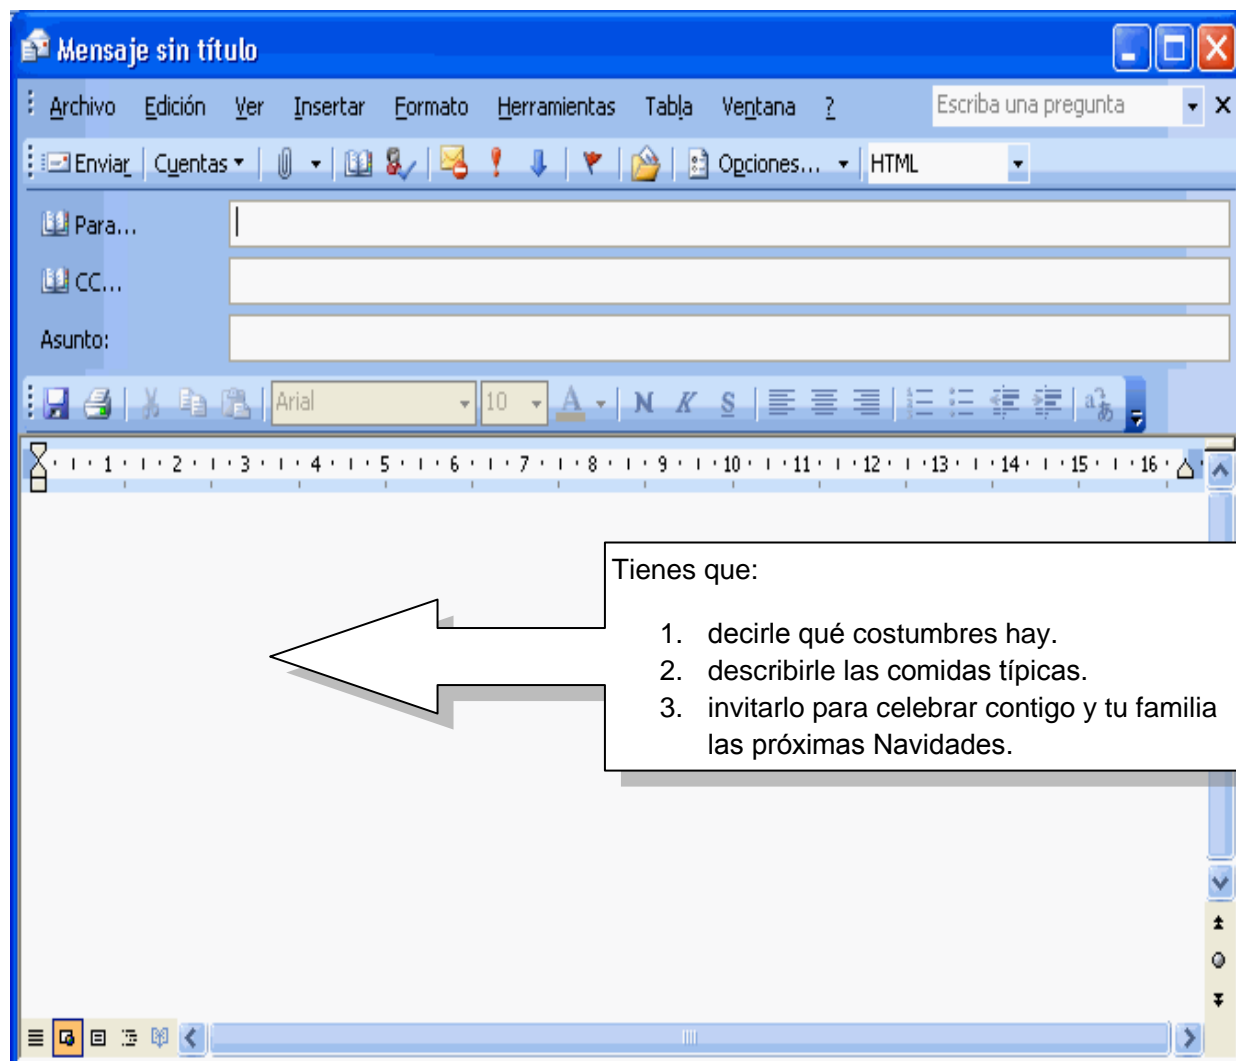 Mensaje sin título
Archivo Edición Ver Insertar Formato Herramientas Tabla Ventana ? Escriba una pregunta
Enviar Cuentas Opciones... HTML
Para...
CC...
Asunto:
Arial 10 A N K S
1 2 3 4 5 6 7 8 9 10 11 12 13 14 15 16
Tienes que:
1. decirle qué costumbres hay.
2. describirle las comidas típicas.
3. invitarlo para celebrar contigo y tu familia
las próximas Navidades.